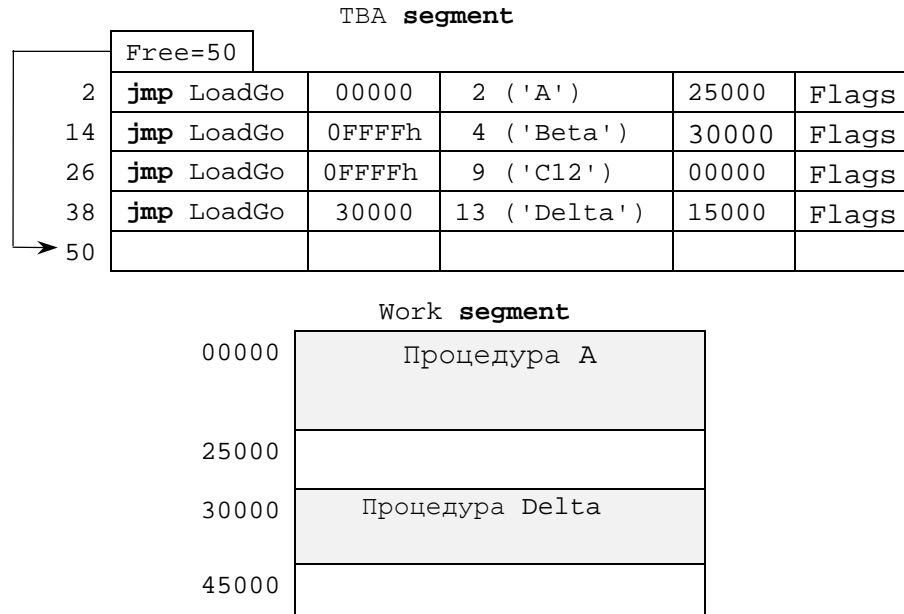 TBA segment
Free=50
2 jmp LoadGo 00000 2 ('A') 25000 Flags
14 jmp LoadGo 0FFFFh 4 ('Beta') 30000 Flags
26 jmp LoadGo 0FFFFh 9 ('C12') 00000 Flags
38 jmp LoadGo 30000 13 ('Delta') 15000 Flags
50
Work segment
00000 Процедура A
25000
30000 Процедура Delta
45000